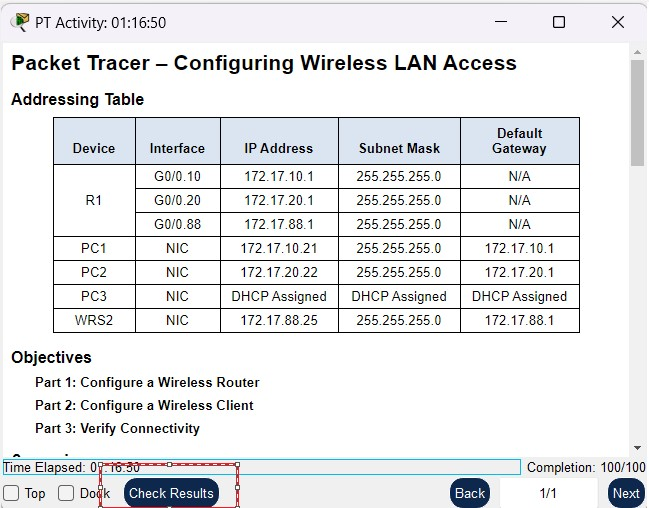 PT Activity: 01:16:50
Packet Tracer – Configuring Wireless LAN Access
Addressing Table
Device Interface IP Address Subnet Mask Default Gateway
R1 G0/0.10 172.17.10.1 255.255.255.0 N/A
G0/0.20 172.17.20.1 255.255.255.0 N/A
G0/0.88 172.17.88.1 255.255.255.0 N/A
PC1 NIC 172.17.10.21 255.255.255.0 172.17.10.1
PC2 NIC 172.17.20.22 255.255.255.0 172.17.20.1
PC3 NIC DHCP Assigned DHCP Assigned DHCP Assigned
WRS2 NIC 172.17.88.25 255.255.255.0 172.17.88.1
Objectives
Part 1: Configure a Wireless Router
Part 2: Configure a Wireless Client
Part 3: Verify Connectivity
Time Elapsed: 01:16:50 Completion: 100/100
Top Dock Check Results Back 1/1 Next